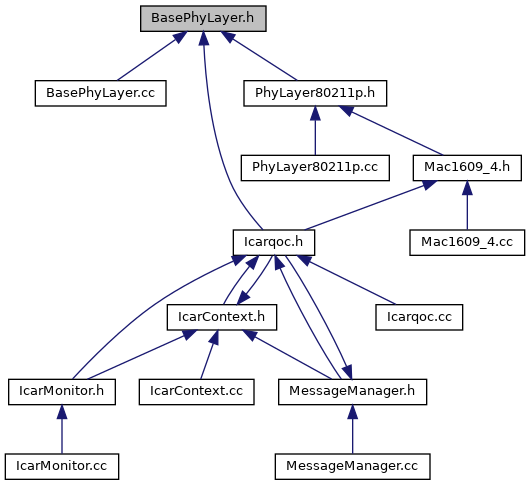 BasePhyLayer.h
BasePhyLayer.cc
PhyLayer80211p.h
PhyLayer80211p.cc
Mac1609_4.h
Icarqoc.h
Mac1609_4.cc
IcarContext.h
Icarqoc.cc
IcarMonitor.h
IcarContext.cc
MessageManager.h
IcarMonitor.cc
MessageManager.cc